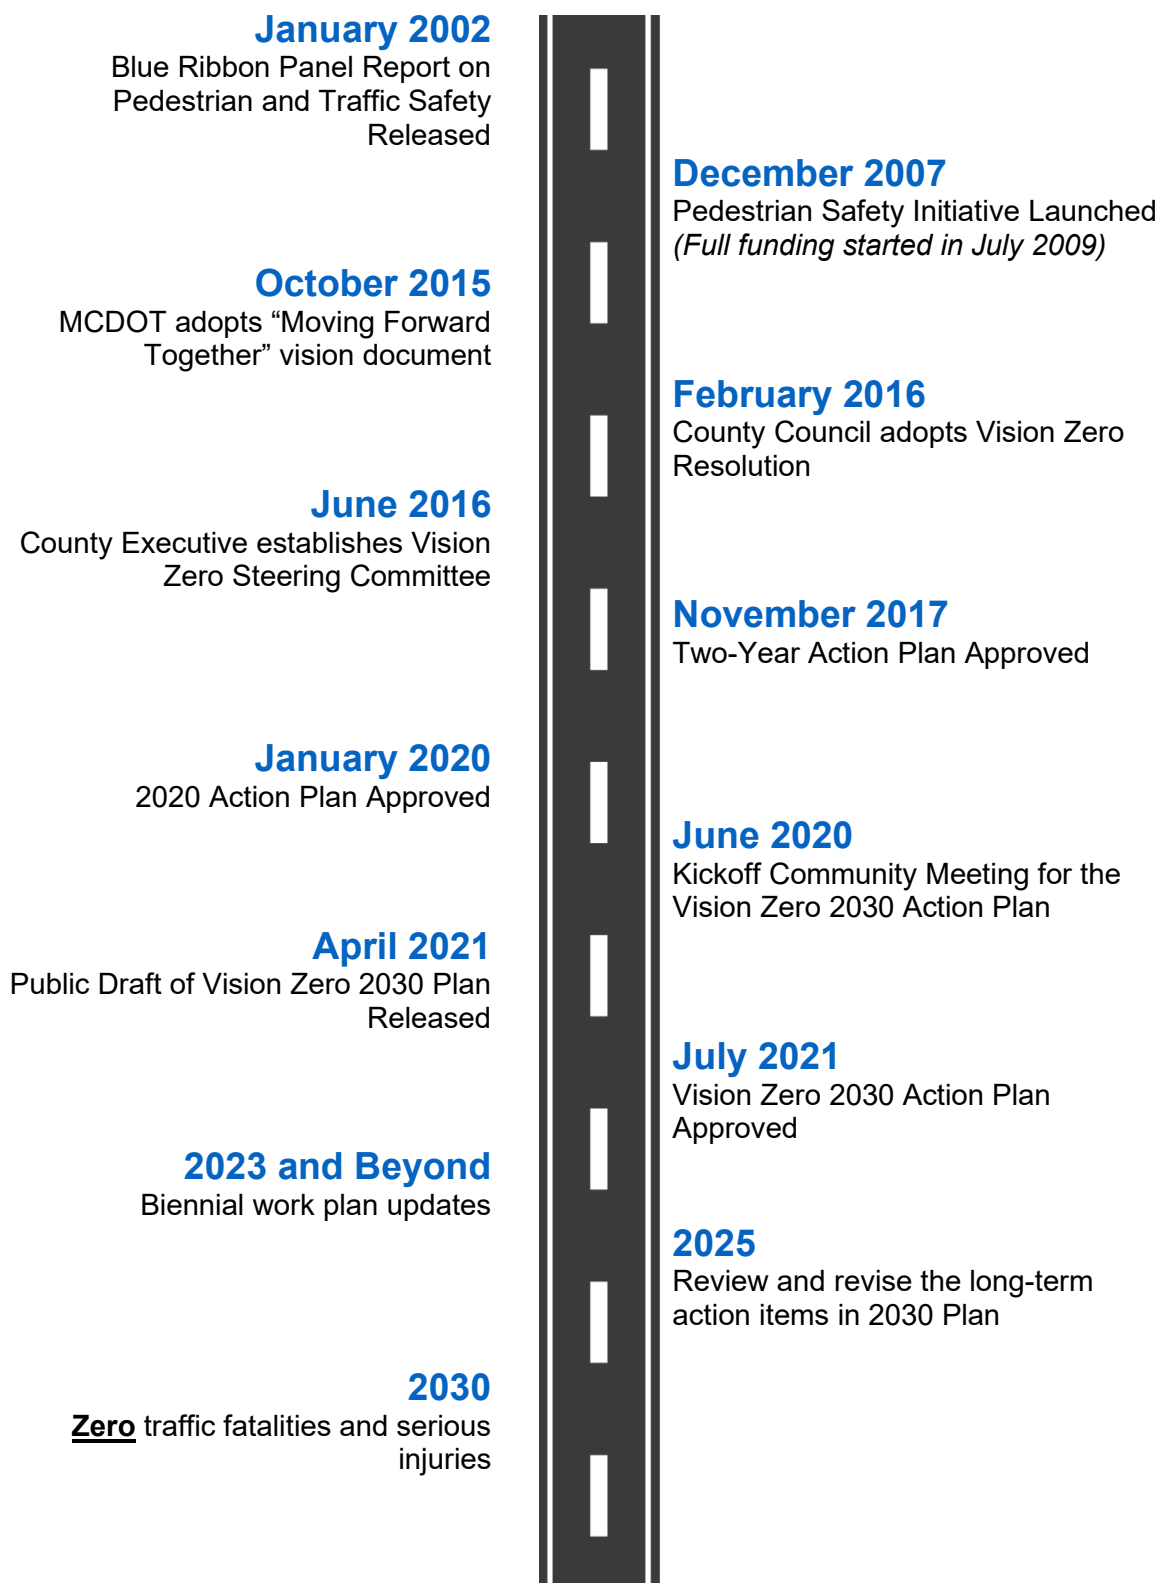 January 2002
Blue Ribbon Panel Report on
Pedestrian and Traffic Safety
Released
December 2007
Pedestrian Safety Initiative Launched
(Full funding started in July 2009)
October 2015
MCDOT adopts “Moving Forward
Together” vision document
February 2016
County Council adopts Vision Zero
Resolution
June 2016
County Executive establishes Vision
Zero Steering Committee
November 2017
Two-Year Action Plan Approved
January 2020
2020 Action Plan Approved
June 2020
Kickoff Community Meeting for the
Vision Zero 2030 Action Plan
April 2021
Public Draft of Vision Zero 2030 Plan
Released
July 2021
Vision Zero 2030 Action Plan
Approved
2023 and Beyond
Biennial work plan updates
2025
Review and revise the long-term
action items in 2030 Plan
2030
Zero traffic fatalities and serious
injuries